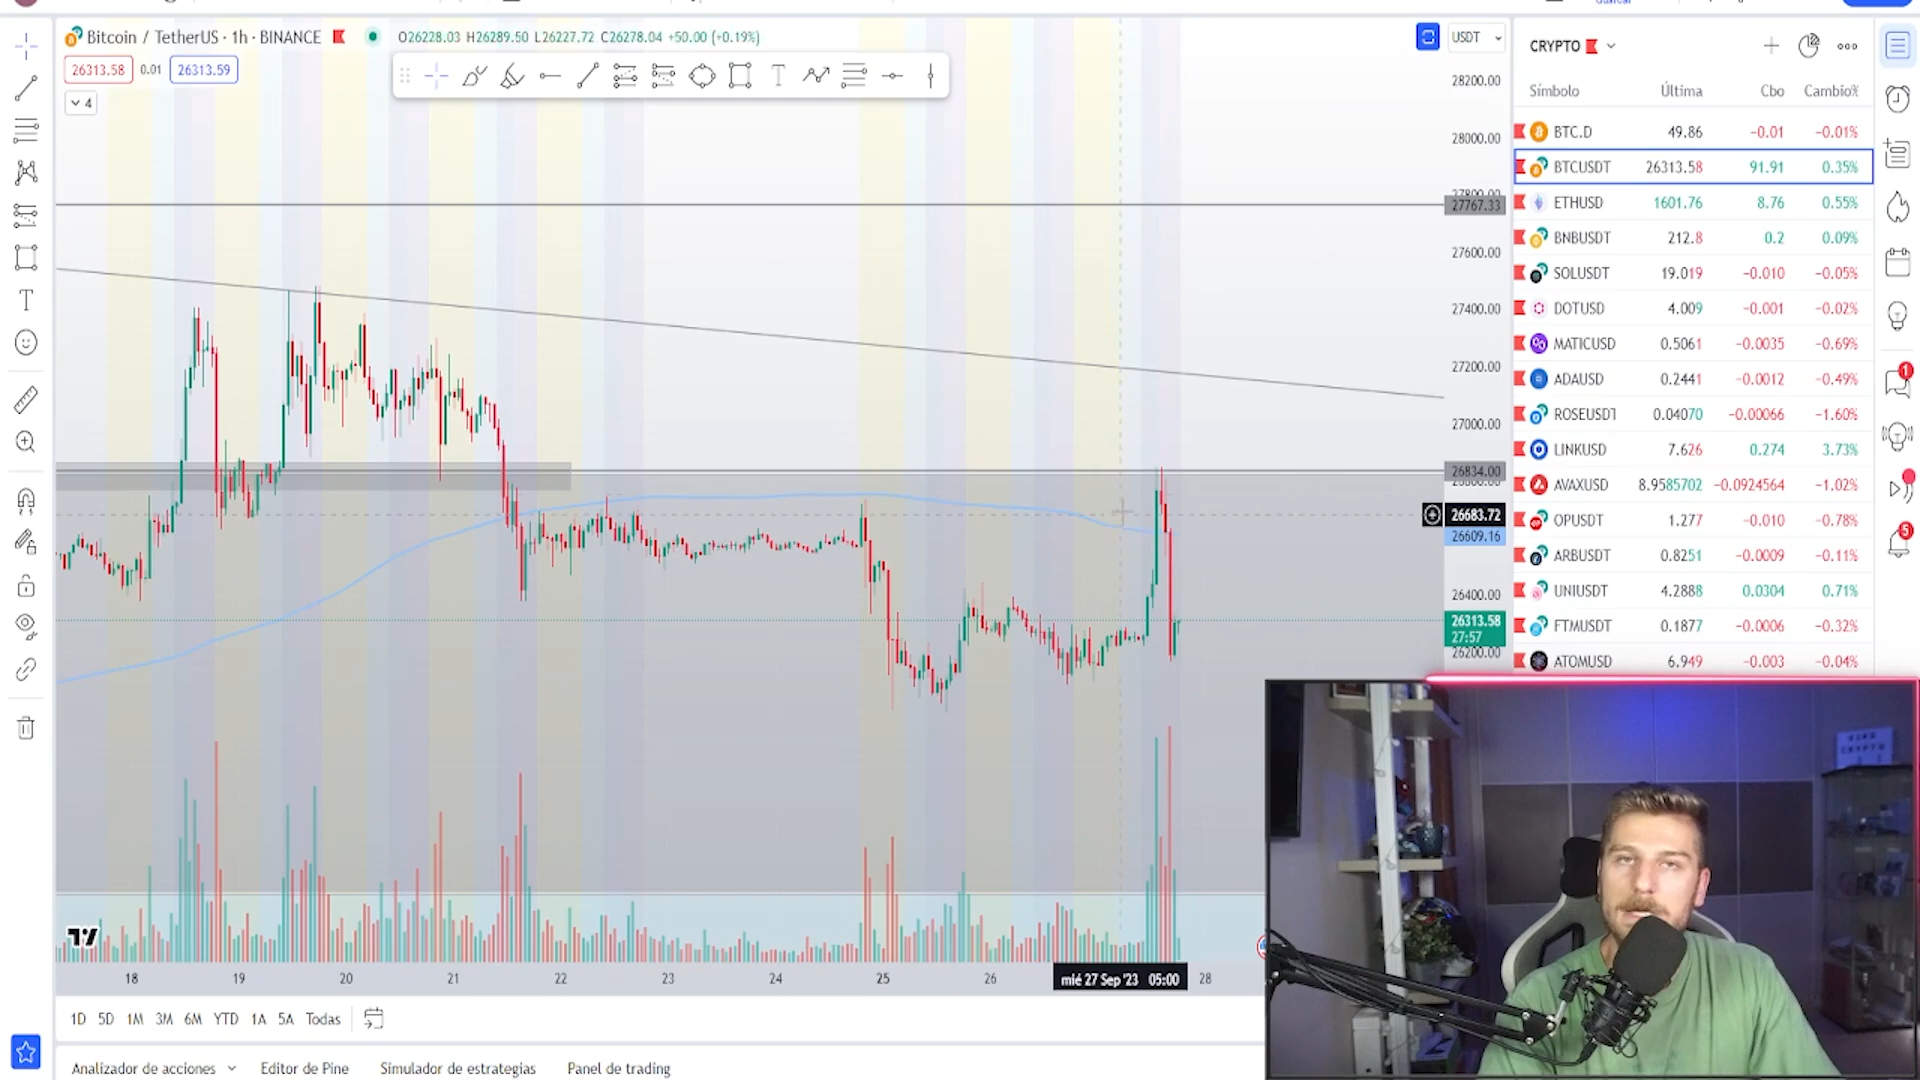 Bitcoin / TetherUS · 1h · BINANCE
O26228.03 H26289.50 L26227.72 C26278.04 +50.00 (+0.19%)
26313.58 0.01 26313.59
4
USDT
28200.00
28000.00
27800.00
27767.33
27600.00
27400.00
27200.00
27000.00
26834.00
26683.72
26609.16
26400.00
26313.58
27:57
26200.00
18 19 20 21 22 23 24 25 26 mié 27 Sep '23 05:00 28
1D 5D 1M 3M 6M YTD 1A 5A Todas
Analizador de acciones Editor de Pine Simulador de estrategias Panel de trading
CRYPTO
Símbolo Última Cbo Cambio%
BTC.D 49.86 −0.01 −0.01%
BTCUSDT 26313.58 91.91 0.35%
ETHUSD 1601.76 8.76 0.55%
BNBUSDT 212.8 0.2 0.09%
SOLUSDT 19.019 −0.010 −0.05%
DOTUSD 4.009 −0.001 −0.02%
MATICUSD 0.5061 −0.0035 −0.69%
ADAUSD 0.2441 −0.0012 −0.49%
ROSEUSDT 0.04070 −0.00066 −1.60%
LINKUSD 7.626 0.274 3.73%
AVAXUSD 8.9585702 −0.0924564 −1.02%
OPUSDT 1.277 −0.010 −0.78%
ARBUSDT 0.8251 −0.0009 −0.11%
UNIUSDT 4.2888 0.0304 0.71%
FTMUSDT 0.1877 −0.0006 −0.32%
ATOMUSD 6.949 −0.003 −0.04%
1
5
CRYPTO